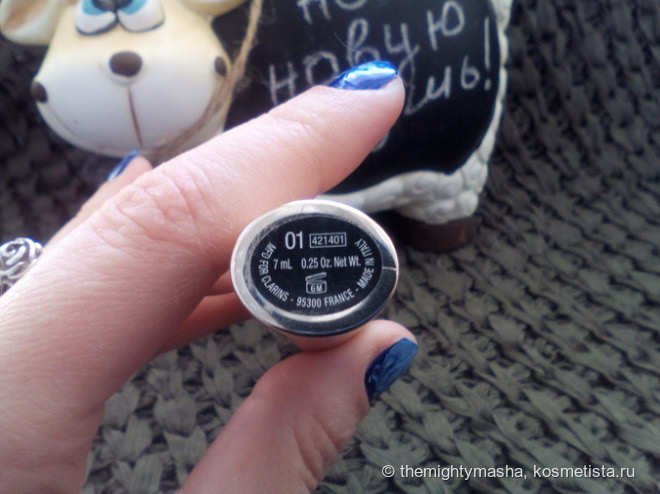 новую
01 421401
7 mL 0.25 Oz. Net Wt.
6M
MFD FOR CLARINS - 95300 FRANCE - MADE IN ITALY
© themightymasha, kosmetista.ru